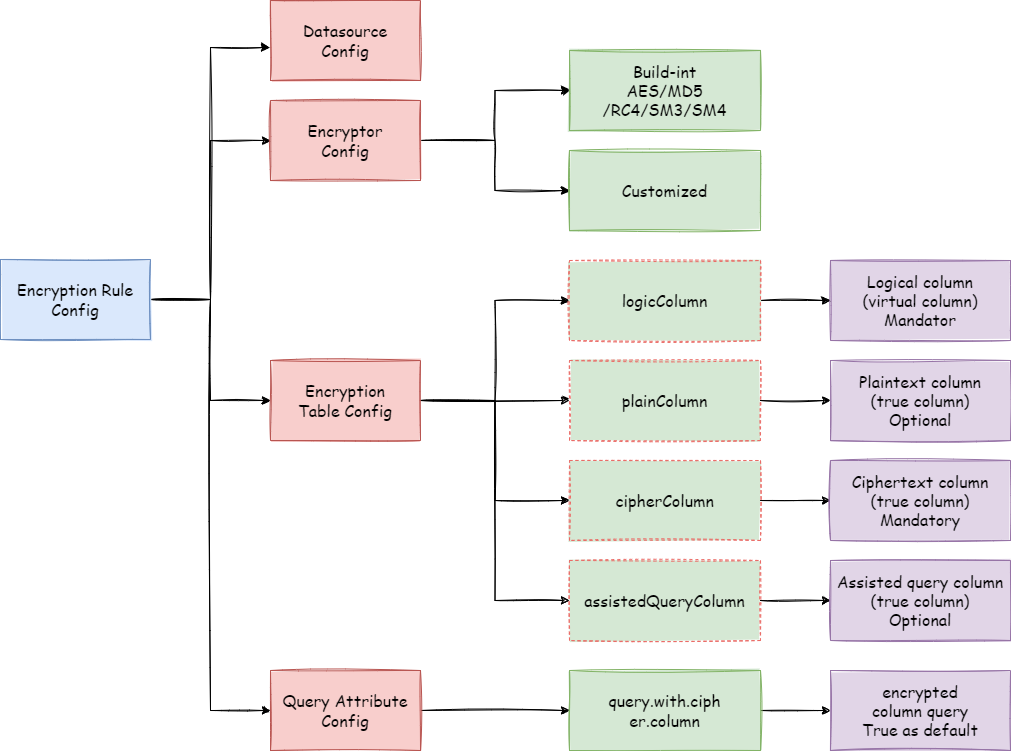 Datasource
Config
Build-int
AES/MD5
/RC4/SM3/SM4
Encryptor
Config
Customized
Encryption Rule
Config
logicColumn
Logical column
(virtual column)
Mandator
Encryption
Table Config
plainColumn
Plaintext column
(true column)
Optional
cipherColumn
Ciphertext column
(true column)
Mandatory
assistedQueryColumn
Assisted query column
(true column)
Optional
Query Attribute
Config
query.with.ciph
er.column
encrypted
column query
True as default